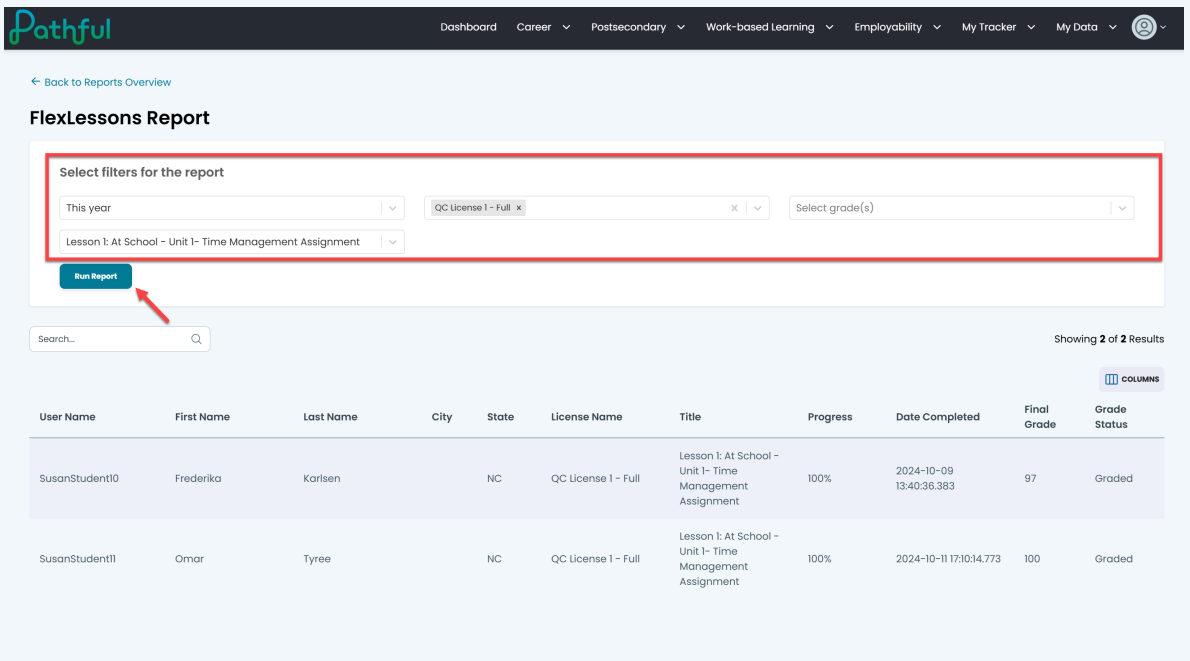 Pathful
Dashboard Career Postsecondary Work-based Learning Employability My Tracker My Data
← Back to Reports Overview
FlexLessons Report
Select filters for the report
This year
QC License 1 - Full ×
Select grade(s)
Lesson 1: At School - Unit 1- Time Management Assignment
Run Report
Search...
Showing 2 of 2 Results
COLUMNS
User Name First Name Last Name City State License Name Title Progress Date Completed Final Grade Grade Status
SusanStudent10 Frederika Karlsen NC QC License 1 - Full Lesson 1: At School - Unit 1- Time Management Assignment 100% 2024-10-09 13:40:36.383 97 Graded
SusanStudent11 Omar Tyree NC QC License 1 - Full Lesson 1: At School - Unit 1- Time Management Assignment 100% 2024-10-11 17:10:14.773 100 Graded